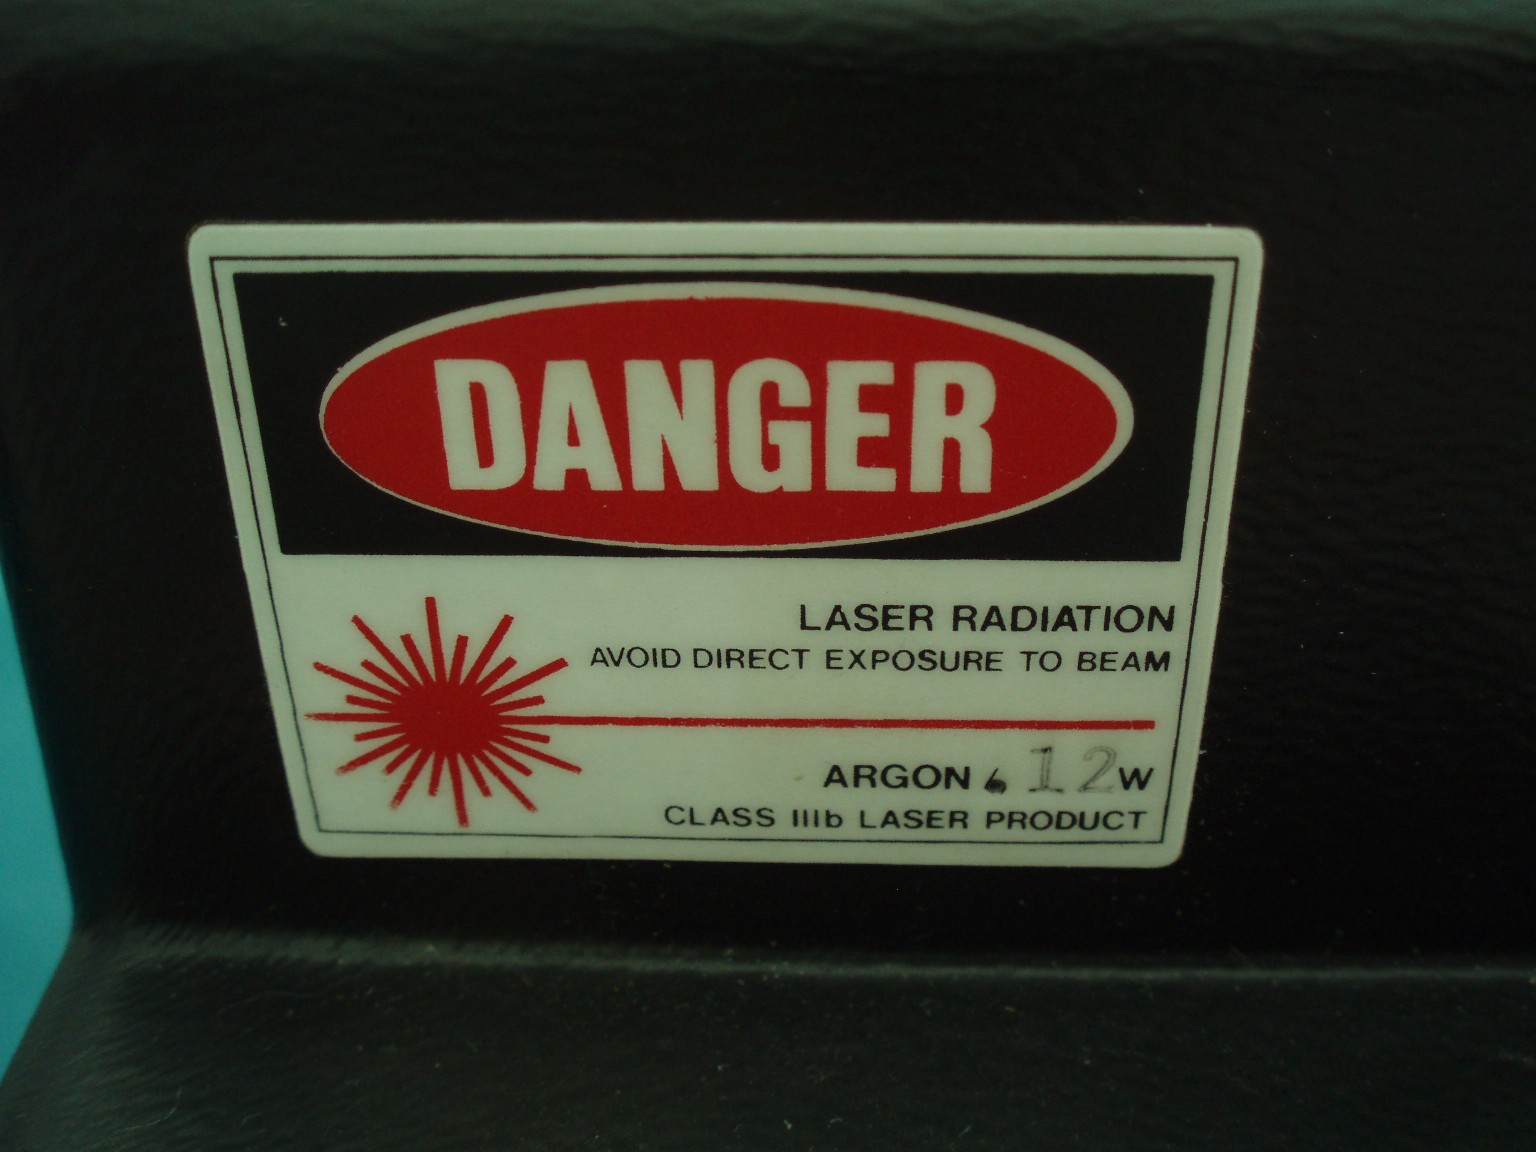 DANGER
LASER RADIATION
AVOID DIRECT EXPOSURE TO BEAM
ARGON .12W
CLASS IIIb LASER PRODUCT